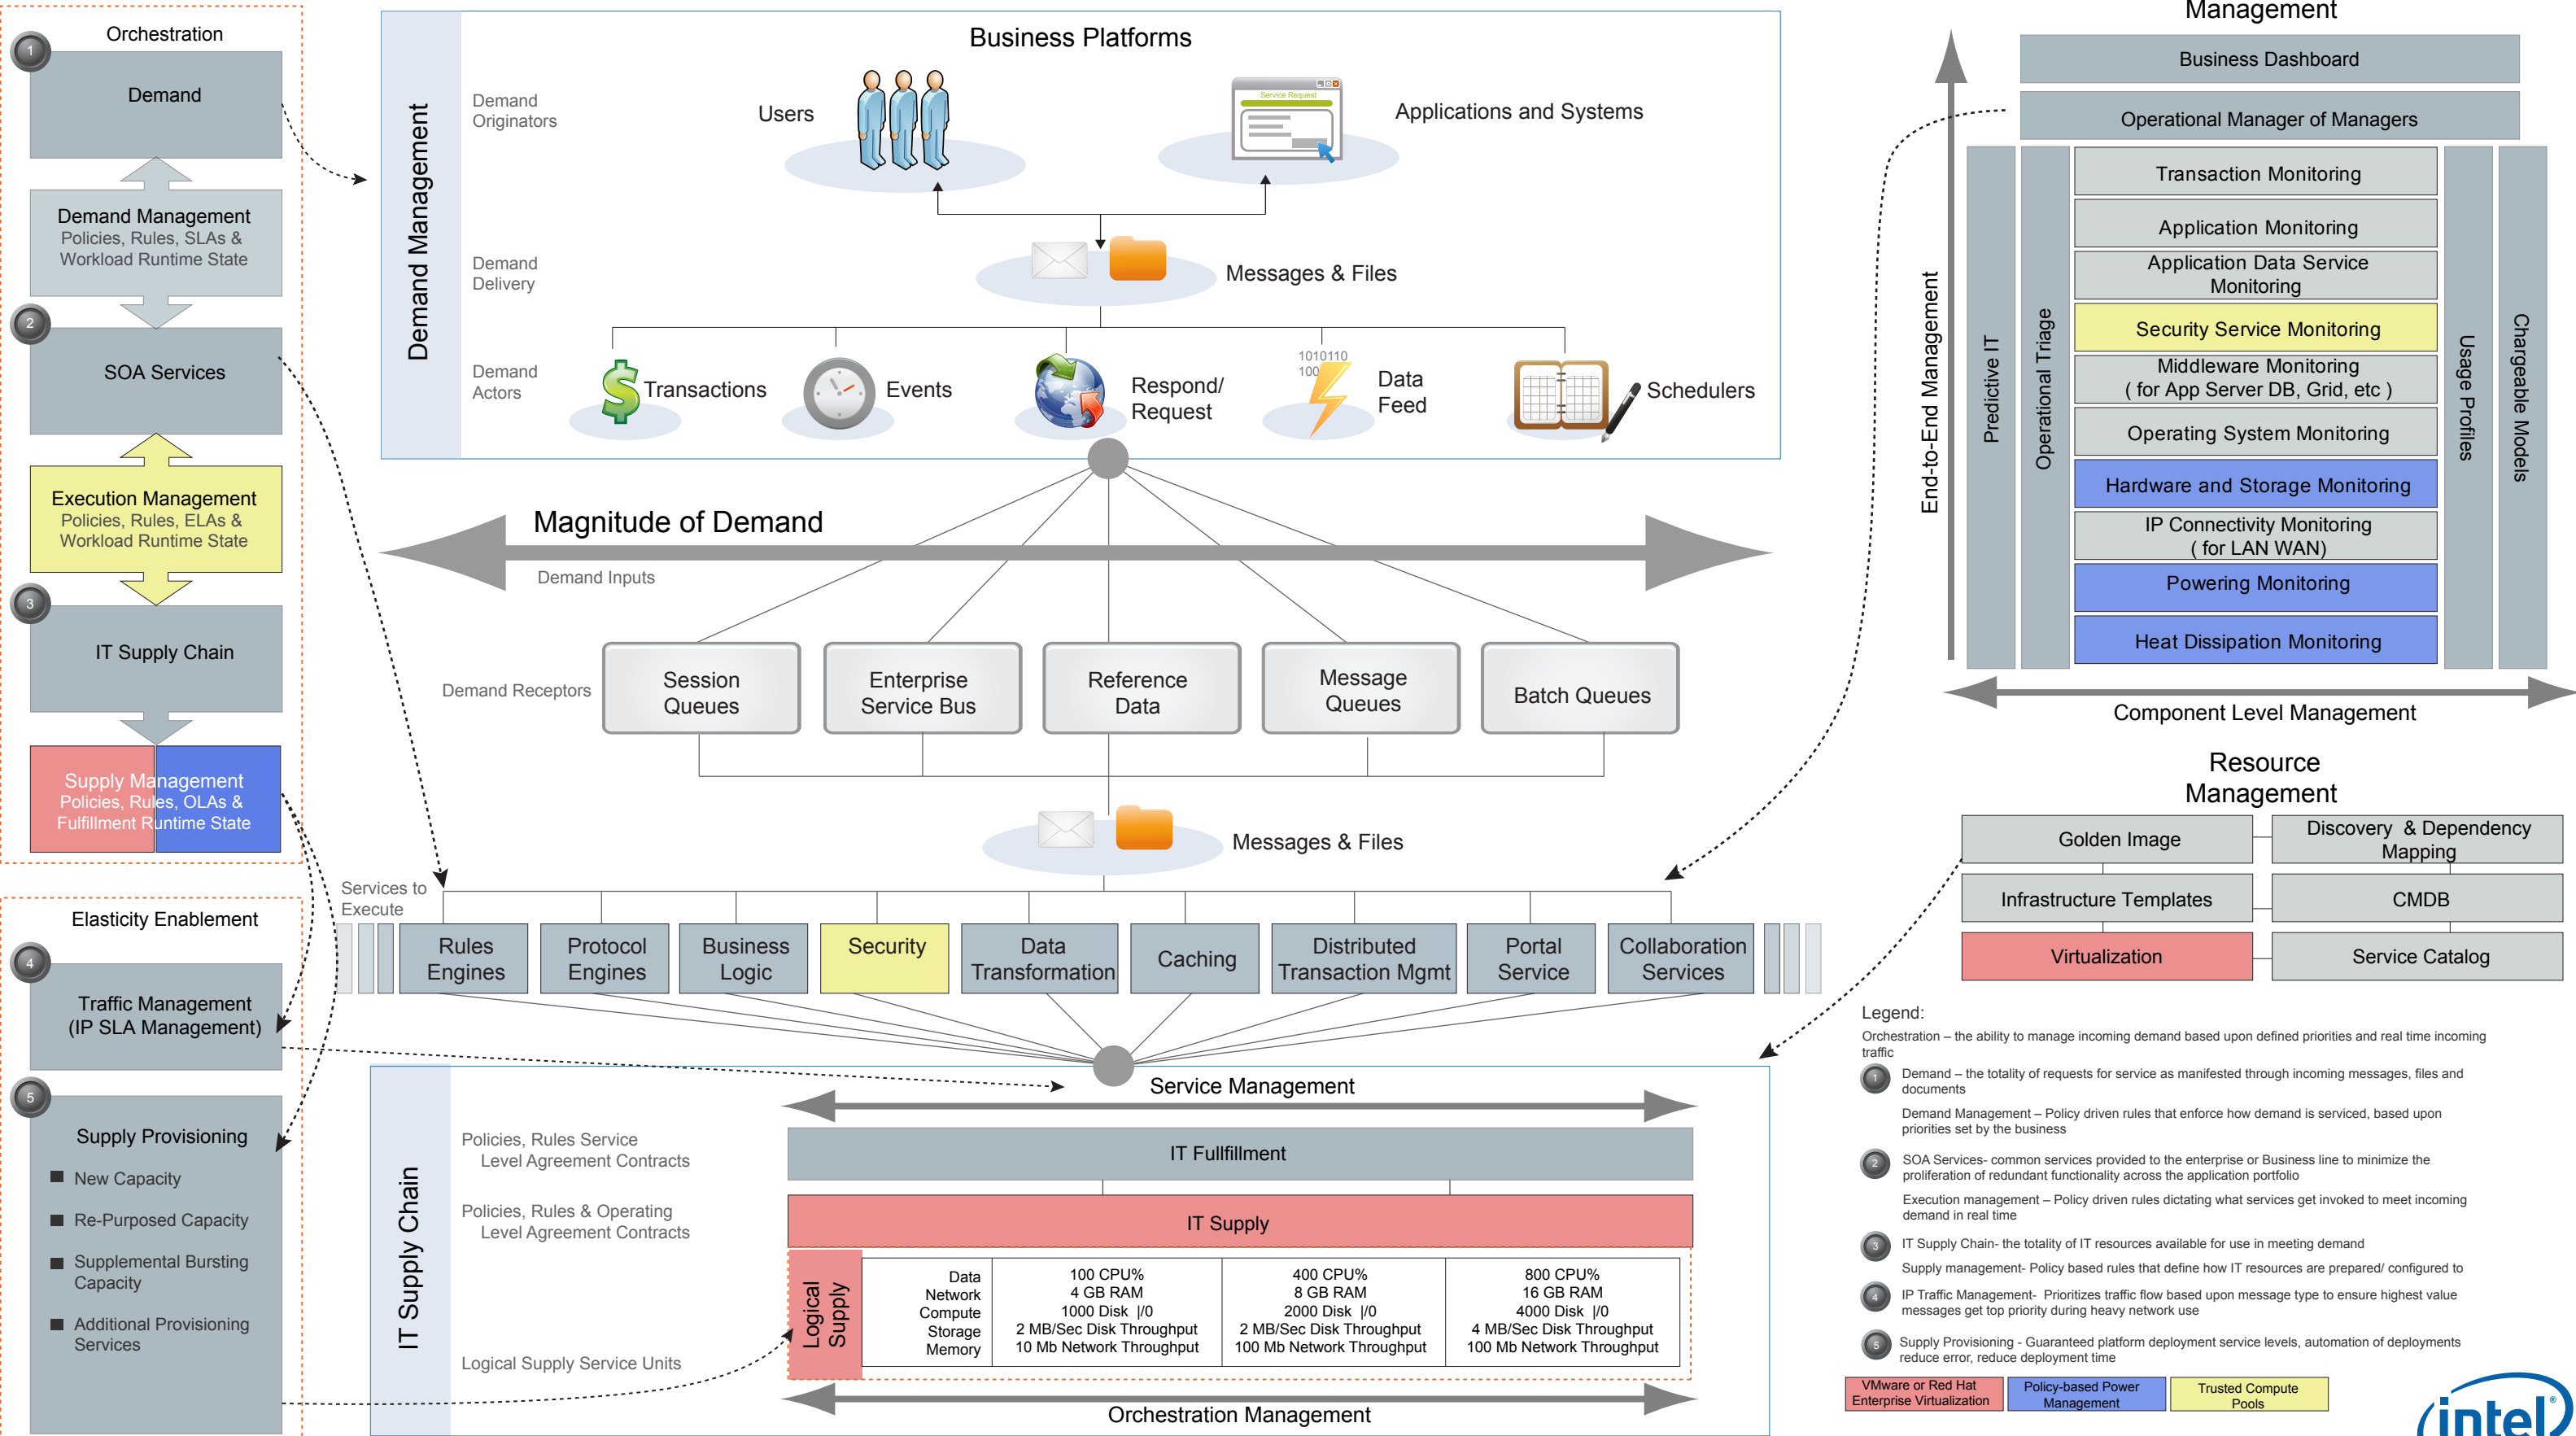 Orchestration
1
Demand
Demand Management
Policies, Rules, SLAs &
Workload Runtime State
2
SOA Services
Execution Management
Policies, Rules, ELAs &
Workload Runtime State
3
IT Supply Chain
Supply Management
Policies, Rules, OLAs &
Fulfillment Runtime State
Elasticity Enablement
4
Traffic Management
(IP SLA Management)
5
Supply Provisioning
New Capacity
Re-Purposed Capacity
Supplemental Bursting
Capacity
Additional Provisioning
Services
Demand Management
Business Platforms
Demand
Originators
Users
Service Request
Applications and Systems
Demand
Delivery
Messages & Files
Demand
Actors
Transactions
Events
Respond/
Request
1010110
100
Data
Feed
Schedulers
Magnitude of Demand
Demand Inputs
Demand Receptors
Session
Queues
Enterprise
Service Bus
Reference
Data
Message
Queues
Batch Queues
Messages & Files
Services to
Execute
Rules
Engines
Protocol
Engines
Business
Logic
Security
Data
Transformation
Caching
Distributed
Transaction Mgmt
Portal
Service
Collaboration
Services
IT Supply Chain
Service Management
Policies, Rules Service
Level Agreement Contracts
IT Fullfillment
Policies, Rules & Operating
Level Agreement Contracts
IT Supply
Logical Supply Service Units
Logical
Supply
Data
Network
Compute
Storage
Memory
100 CPU%
4 GB RAM
1000 Disk |/0
2 MB/Sec Disk Throughput
10 Mb Network Throughput
400 CPU%
8 GB RAM
2000 Disk |/0
2 MB/Sec Disk Throughput
100 Mb Network Throughput
800 CPU%
16 GB RAM
4000 Disk |/0
4 MB/Sec Disk Throughput
100 Mb Network Throughput
Orchestration Management
Management
Business Dashboard
Operational Manager of Managers
End-to-End Management
Predictive IT
Operational Triage
Transaction Monitoring
Application Monitoring
Application Data Service
Monitoring
Security Service Monitoring
Middleware Monitoring
( for App Server DB, Grid, etc )
Operating System Monitoring
Hardware and Storage Monitoring
IP Connectivity Monitoring
( for LAN WAN)
Powering Monitoring
Heat Dissipation Monitoring
Usage Profiles
Chargeable Models
Component Level Management
Resource
Management
Golden Image
Discovery & Dependency
Mapping
Infrastructure Templates
CMDB
Virtualization
Service Catalog
Legend:
Orchestration – the ability to manage incoming demand based upon defined priorities and real time incoming
traffic
1
Demand – the totality of requests for service as manifested through incoming messages, files and
documents
Demand Management – Policy driven rules that enforce how demand is serviced, based upon
priorities set by the business
2
SOA Services- common services provided to the enterprise or Business line to minimize the
proliferation of redundant functionality across the application portfolio
Execution management – Policy driven rules dictating what services get invoked to meet incoming
demand in real time
3
IT Supply Chain- the totality of IT resources available for use in meeting demand
Supply management- Policy based rules that define how IT resources are prepared/ configured to
4
IP Traffic Management- Prioritizes traffic flow based upon message type to ensure highest value
messages get top priority during heavy network use
5
Supply Provisioning - Guaranteed platform deployment service levels, automation of deployments
reduce error, reduce deployment time
VMware or Red Hat
Enterprise Virtualization
Policy-based Power
Management
Trusted Compute
Pools
intel®